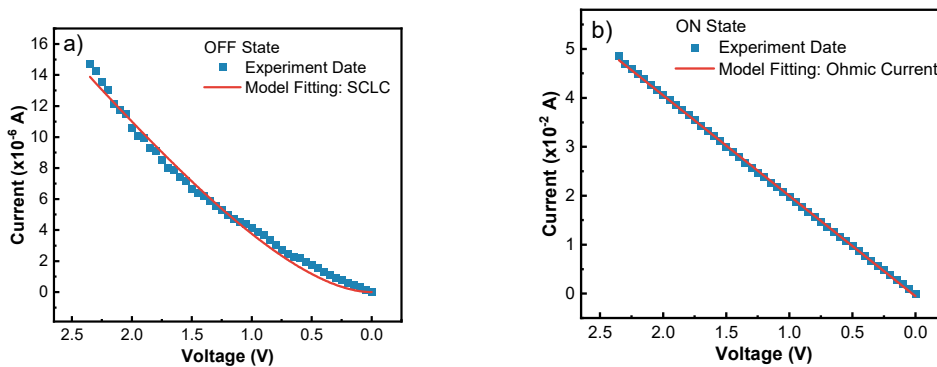 a)
OFF State
Experiment Date
Model Fitting: SCLC
16
14
12
10
8
6
4
2
0
Current (x10⁻⁶ A)
2.5 2.0 1.5 1.0 0.5 0.0
Voltage (V)
b)
ON State
Experiment Date
Model Fitting: Ohmic Current
5
4
3
2
1
0
Current (x10⁻² A)
2.5 2.0 1.5 1.0 0.5 0.0
Voltage (V)